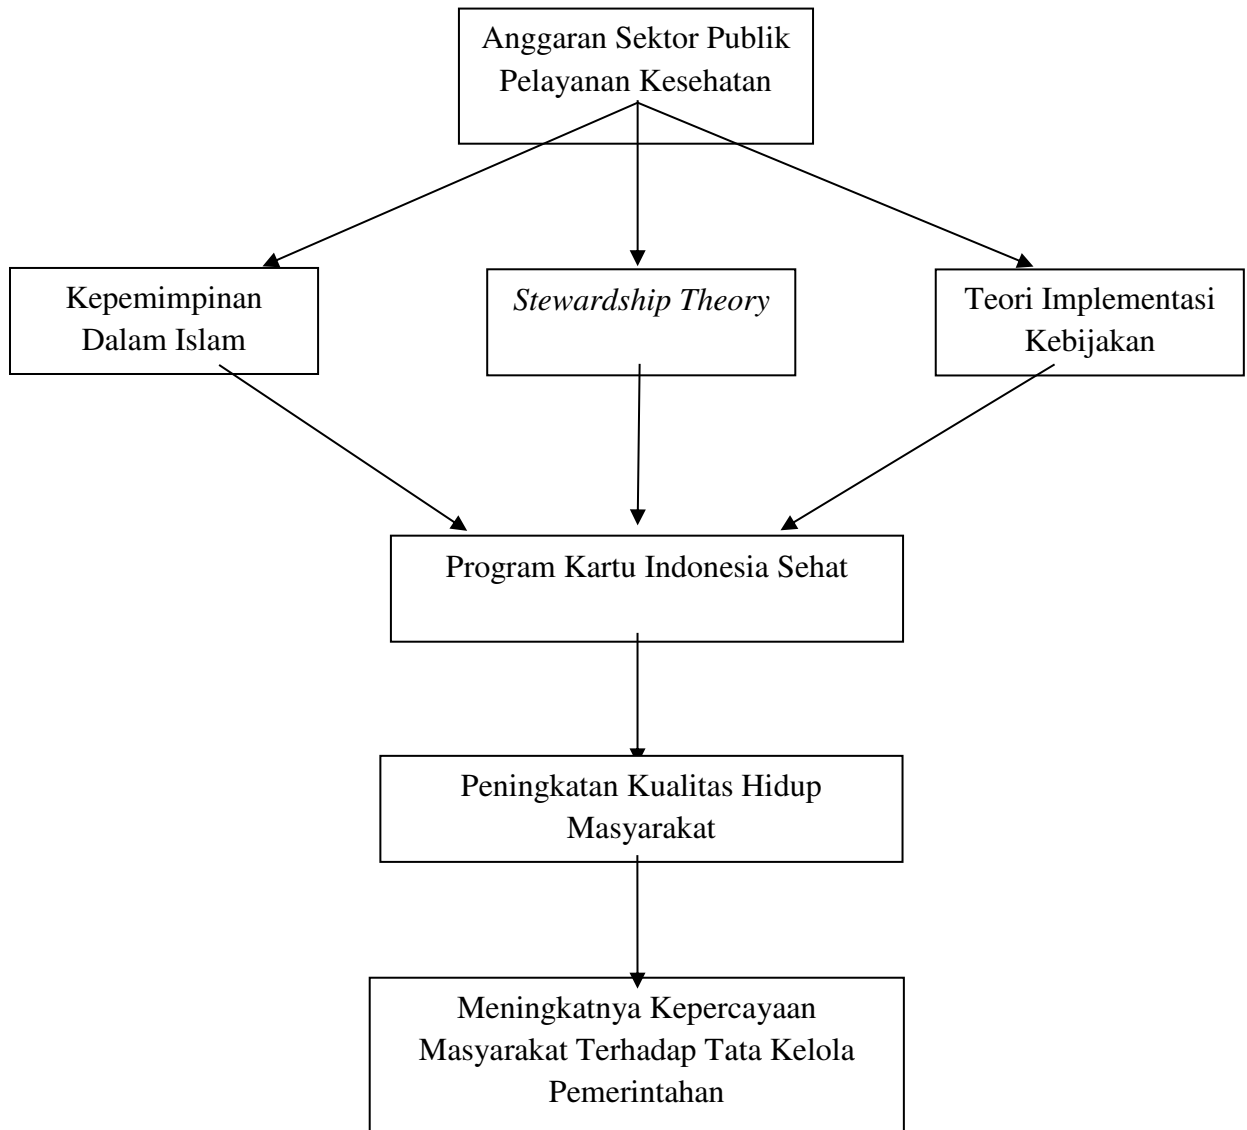 Anggaran Sektor Publik
Pelayanan Kesehatan
Kepemimpinan
Dalam Islam
Stewardship Theory
Teori Implementasi
Kebijakan
Program Kartu Indonesia Sehat
Peningkatan Kualitas Hidup
Masyarakat
Meningkatnya Kepercayaan
Masyarakat Terhadap Tata Kelola
Pemerintahan